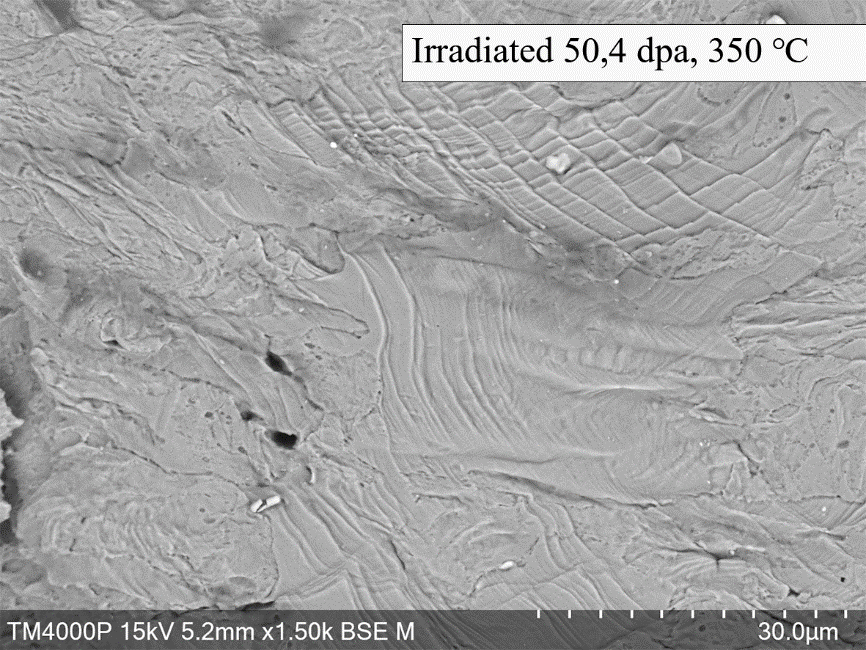 Irradiated 50,4 dpa, 350 ℃
TM4000P 15kV 5.2mm x1.50k BSE M
30.0µm